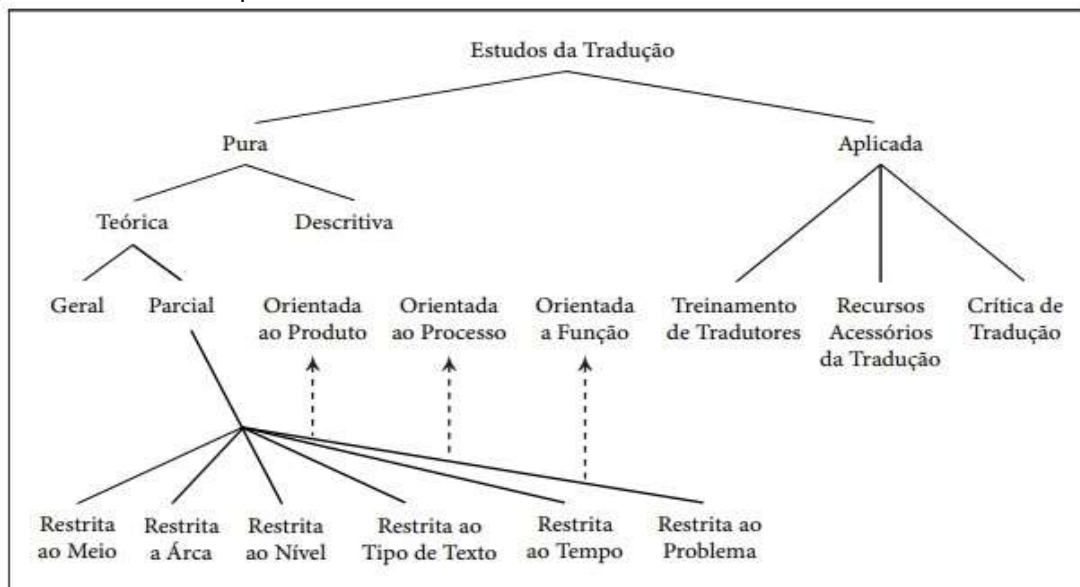 Estudos da Tradução
Pura
Aplicada
Teórica
Descritiva
Geral
Parcial
Orientada
ao Produto
Orientada
ao Processo
Orientada
a Função
Treinamento
de Tradutores
Recursos
Acessórios
da Tradução
Crítica de
Tradução
Restrita
ao Meio
Restrita
a Árca
Restrita
ao Nível
Restrita ao
Tipo de Texto
Restrita
ao Tempo
Restrita ao
Problema